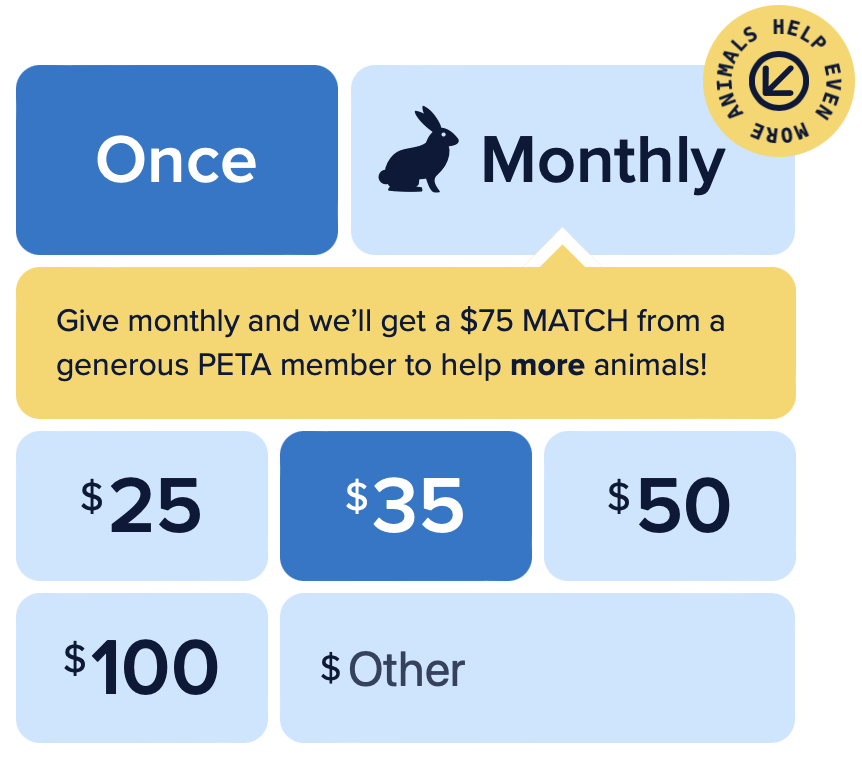 ANIMALS HELP EVEN MORE
Once
Monthly
Give monthly and we’ll get a $75 MATCH from a
generous PETA member to help more animals!
$25
$35
$50
$100
$ Other